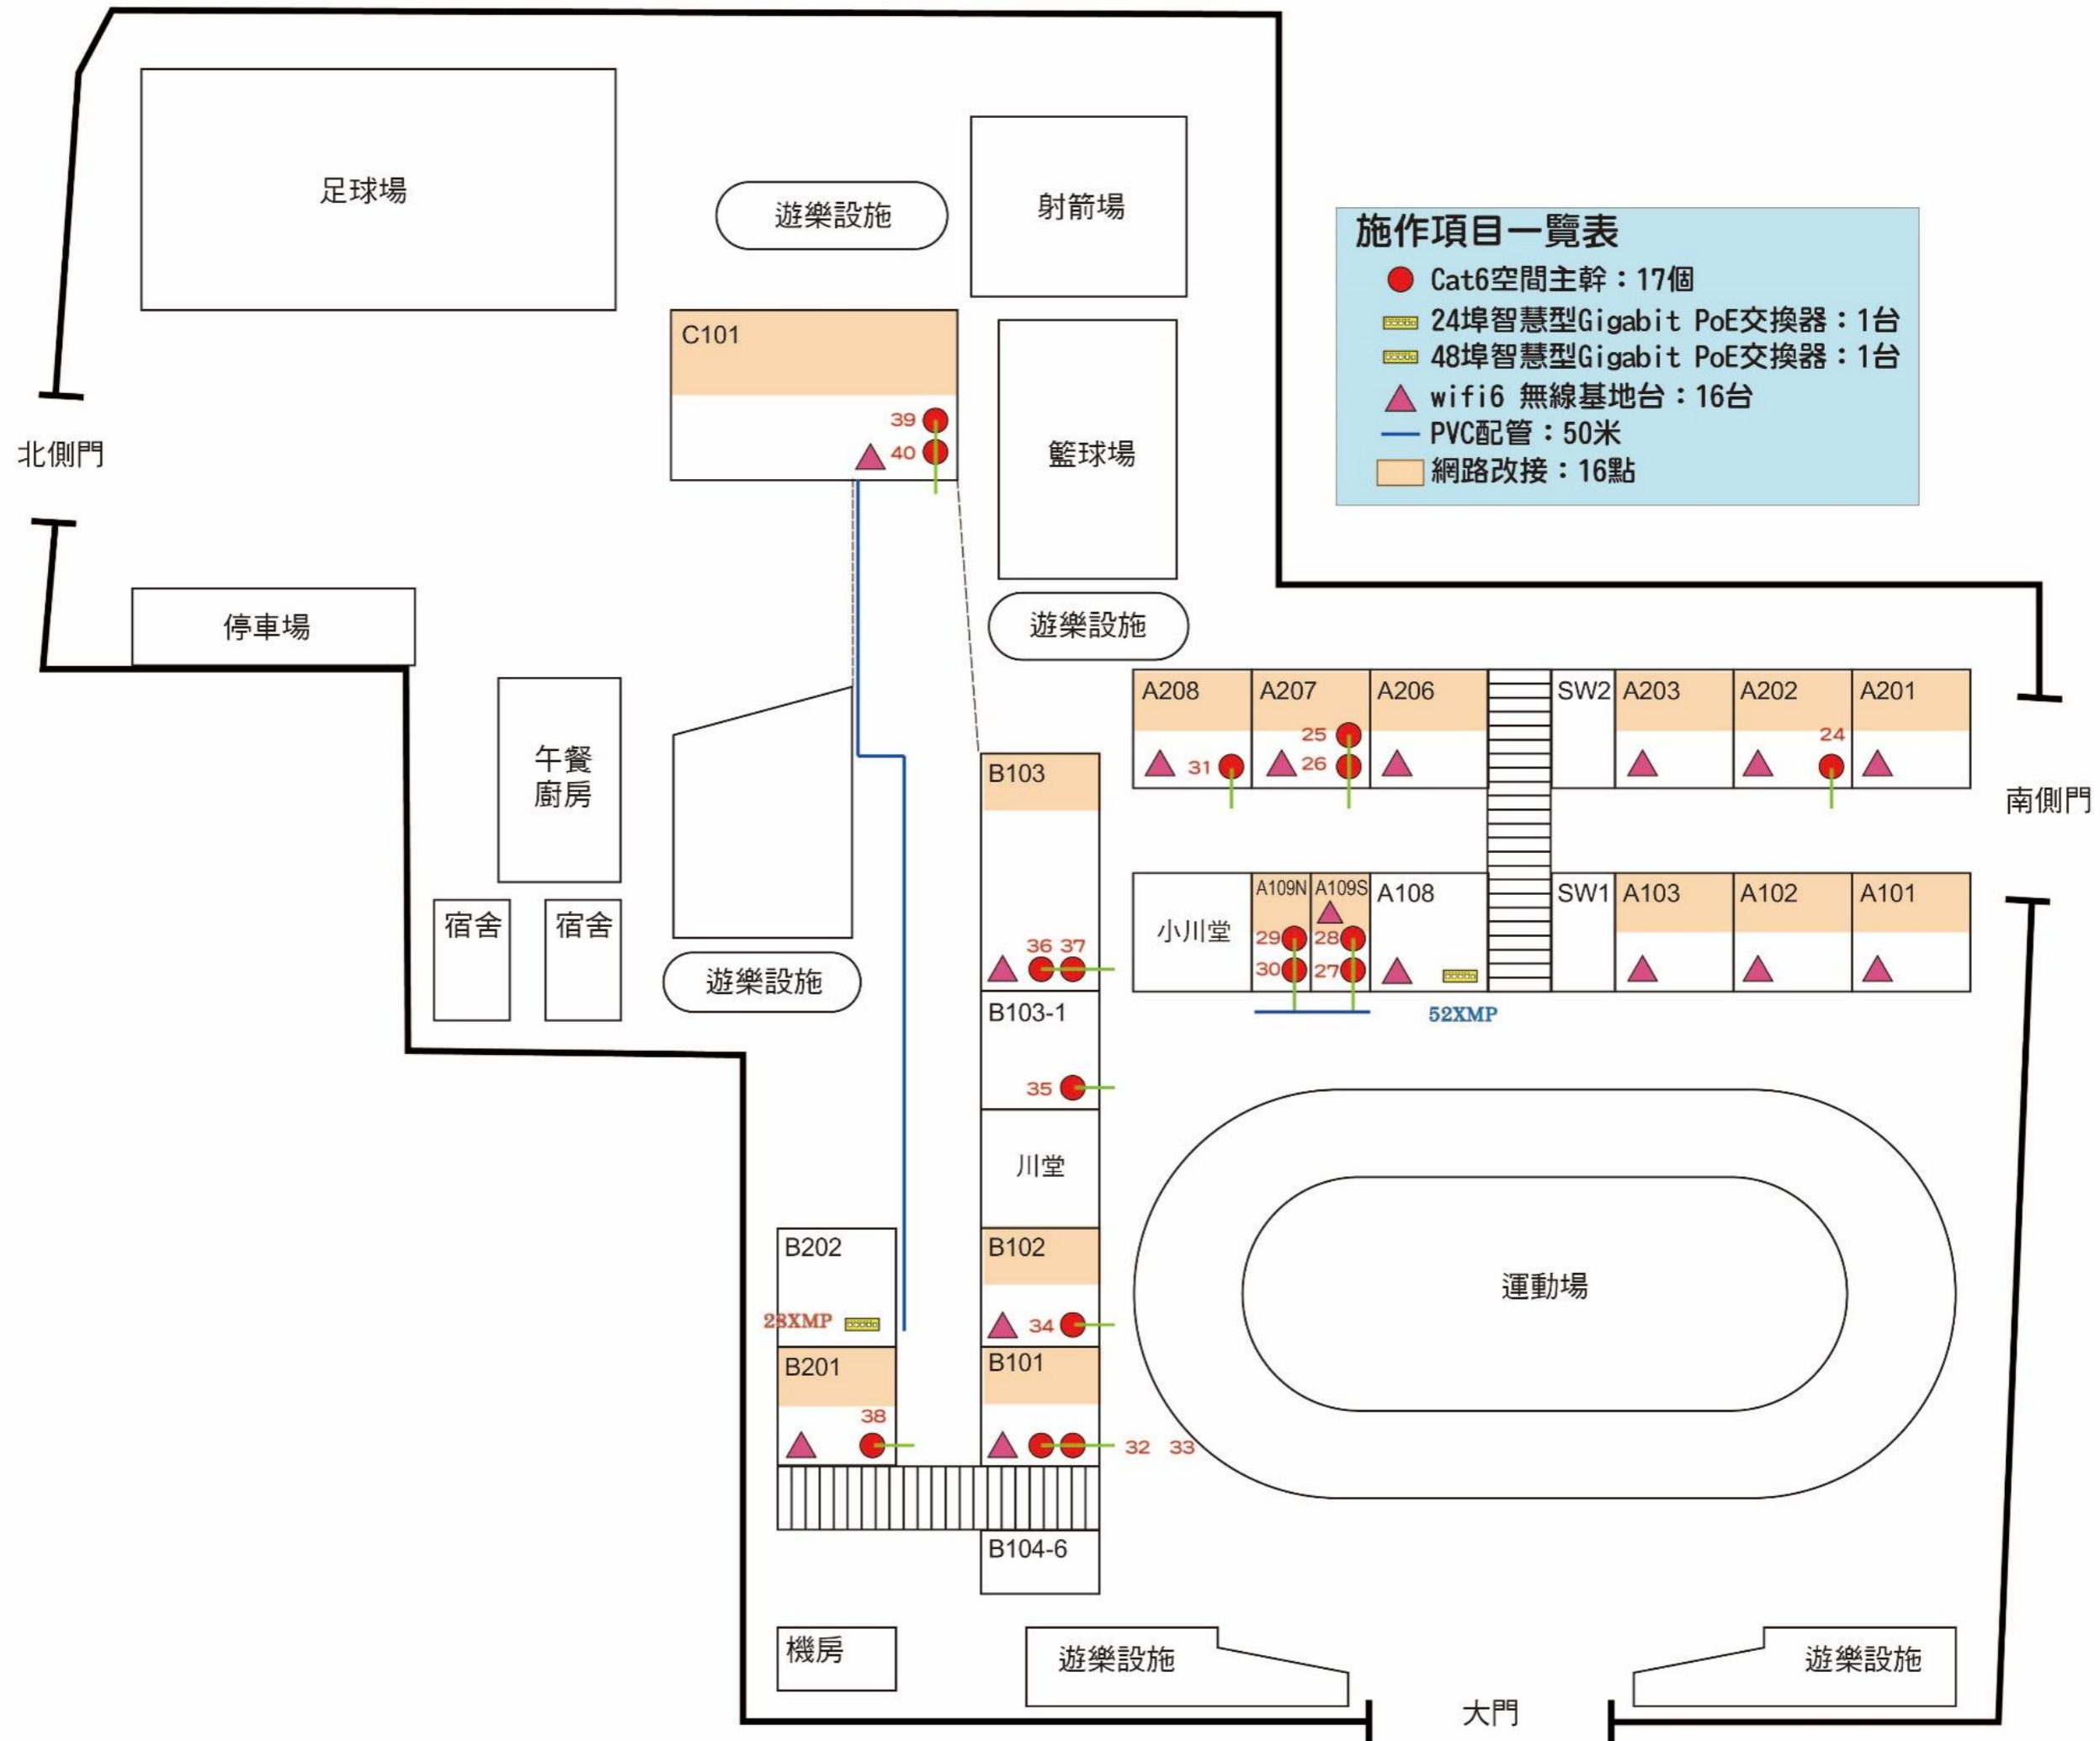 足球場
遊樂設施
射箭場
施作項目一覽表
Cat6空間主幹：17個
24埠智慧型Gigabit PoE交換器：1台
48埠智慧型Gigabit PoE交換器：1台
wifi6 無線基地台：16台
PVC配管：50米
網路改接：16點
C101
39
40
籃球場
北側門
停車場
遊樂設施
A208
A207
A206
SW2
A203
A202
A201
31
25
26
24
南側門
午餐
廚房
B103
宿舍
宿舍
遊樂設施
36 37
小川堂
A109N
A109S
A108
SW1
A103
A102
A101
29
28
30
27
52XMP
B103-1
35
川堂
運動場
B202
28XMP
B102
34
B201
38
B101
32 33
B104-6
機房
遊樂設施
大門
遊樂設施